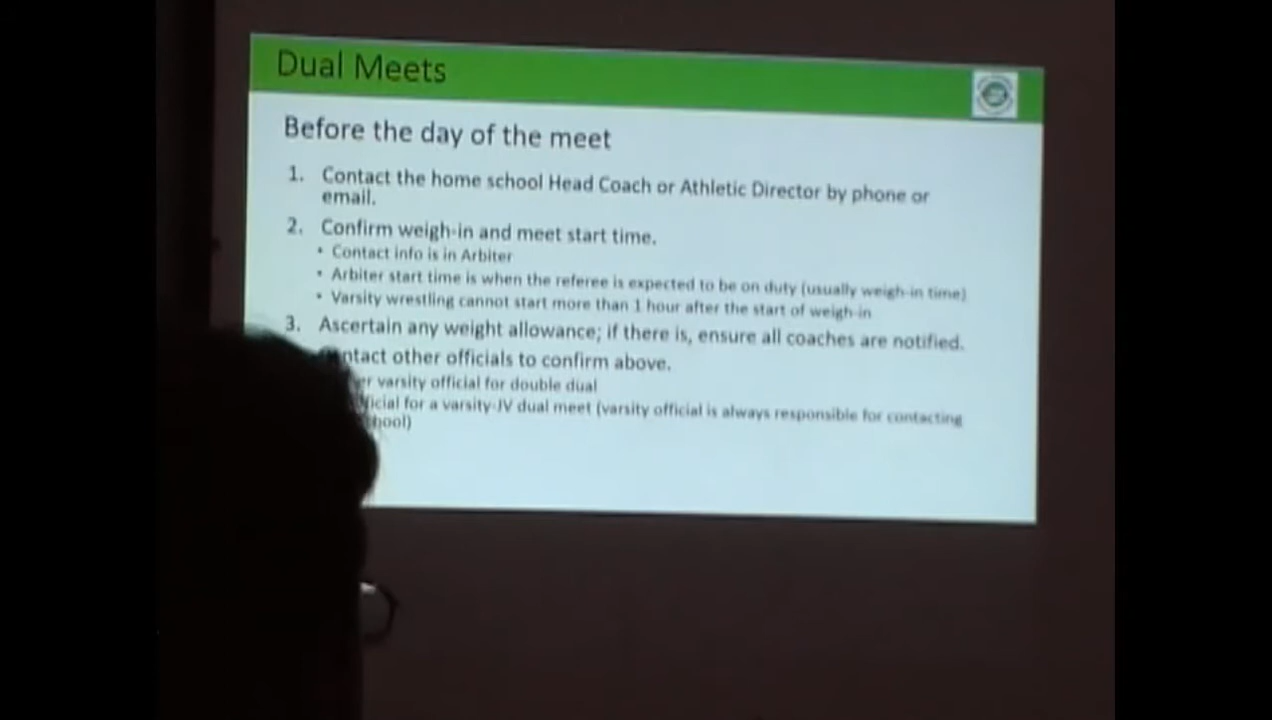 Dual Meets
Before the day of the meet
1. Contact the home school Head Coach or Athletic Director by phone or
email.
2. Confirm weigh-in and meet start time.
• Contact info is in Arbiter
• Arbiter start time is when the referee is expected to be on duty (usually weigh-in time)
• Varsity wrestling cannot start more than 1 hour after the start of weigh-in
3. Ascertain any weight allowance; if there is, ensure all coaches are notified.
ntact other officials to confirm above.
er varsity official for double dual
icial for a varsity-JV dual meet (varsity official is always responsible for contacting
hool)